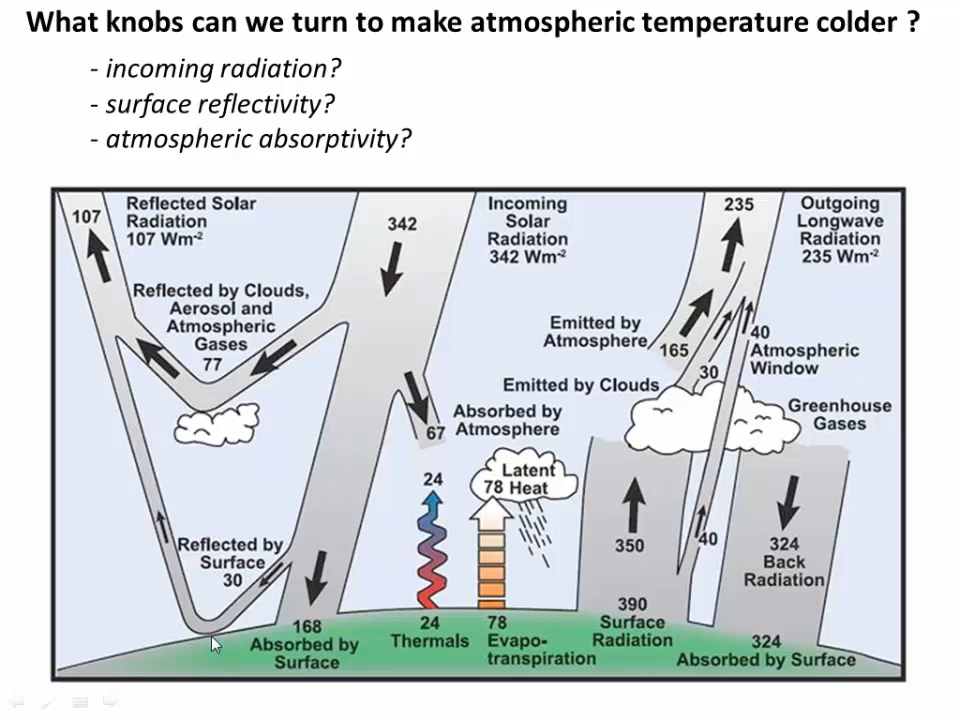 What knobs can we turn to make atmospheric temperature colder ?
- incoming radiation?
- surface reflectivity?
- atmospheric absorptivity?
107
Reflected Solar
Radiation
107 Wm-2
342
Incoming
Solar
Radiation
342 Wm-2
235
Outgoing
Longwave
Radiation
235 Wm-2
Reflected by Clouds,
Aerosol and
Atmospheric
Gases
77
Emitted by
Atmosphere
165
Emitted by Clouds
30
40
Atmospheric
Window
Greenhouse
Gases
67
Absorbed by
Atmosphere
24
Latent
78 Heat
Reflected by
Surface
30
350
40
324
Back
Radiation
168
Absorbed by
Surface
24
Thermals
78
Evapo-
transpiration
390
Surface
Radiation
324
Absorbed by Surface